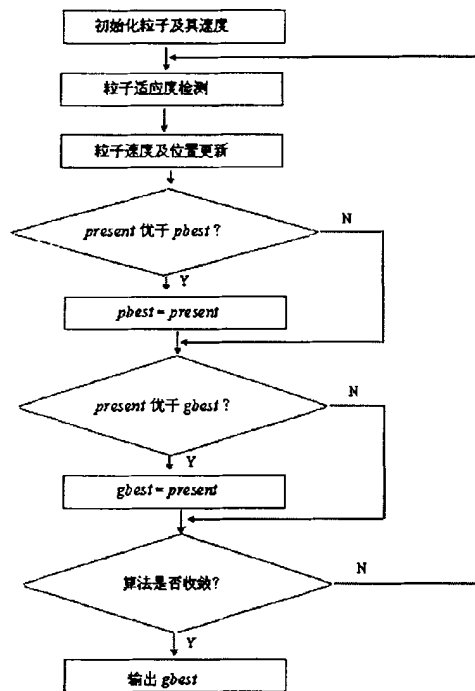 初始化粒子及其速度
粒子适应度检测
粒子速度及位置更新
present 优于 pbest？
N
Y
pbest = present
present 优于 gbest？
N
Y
gbest = present
算法是否收敛？
N
Y
输出 gbest